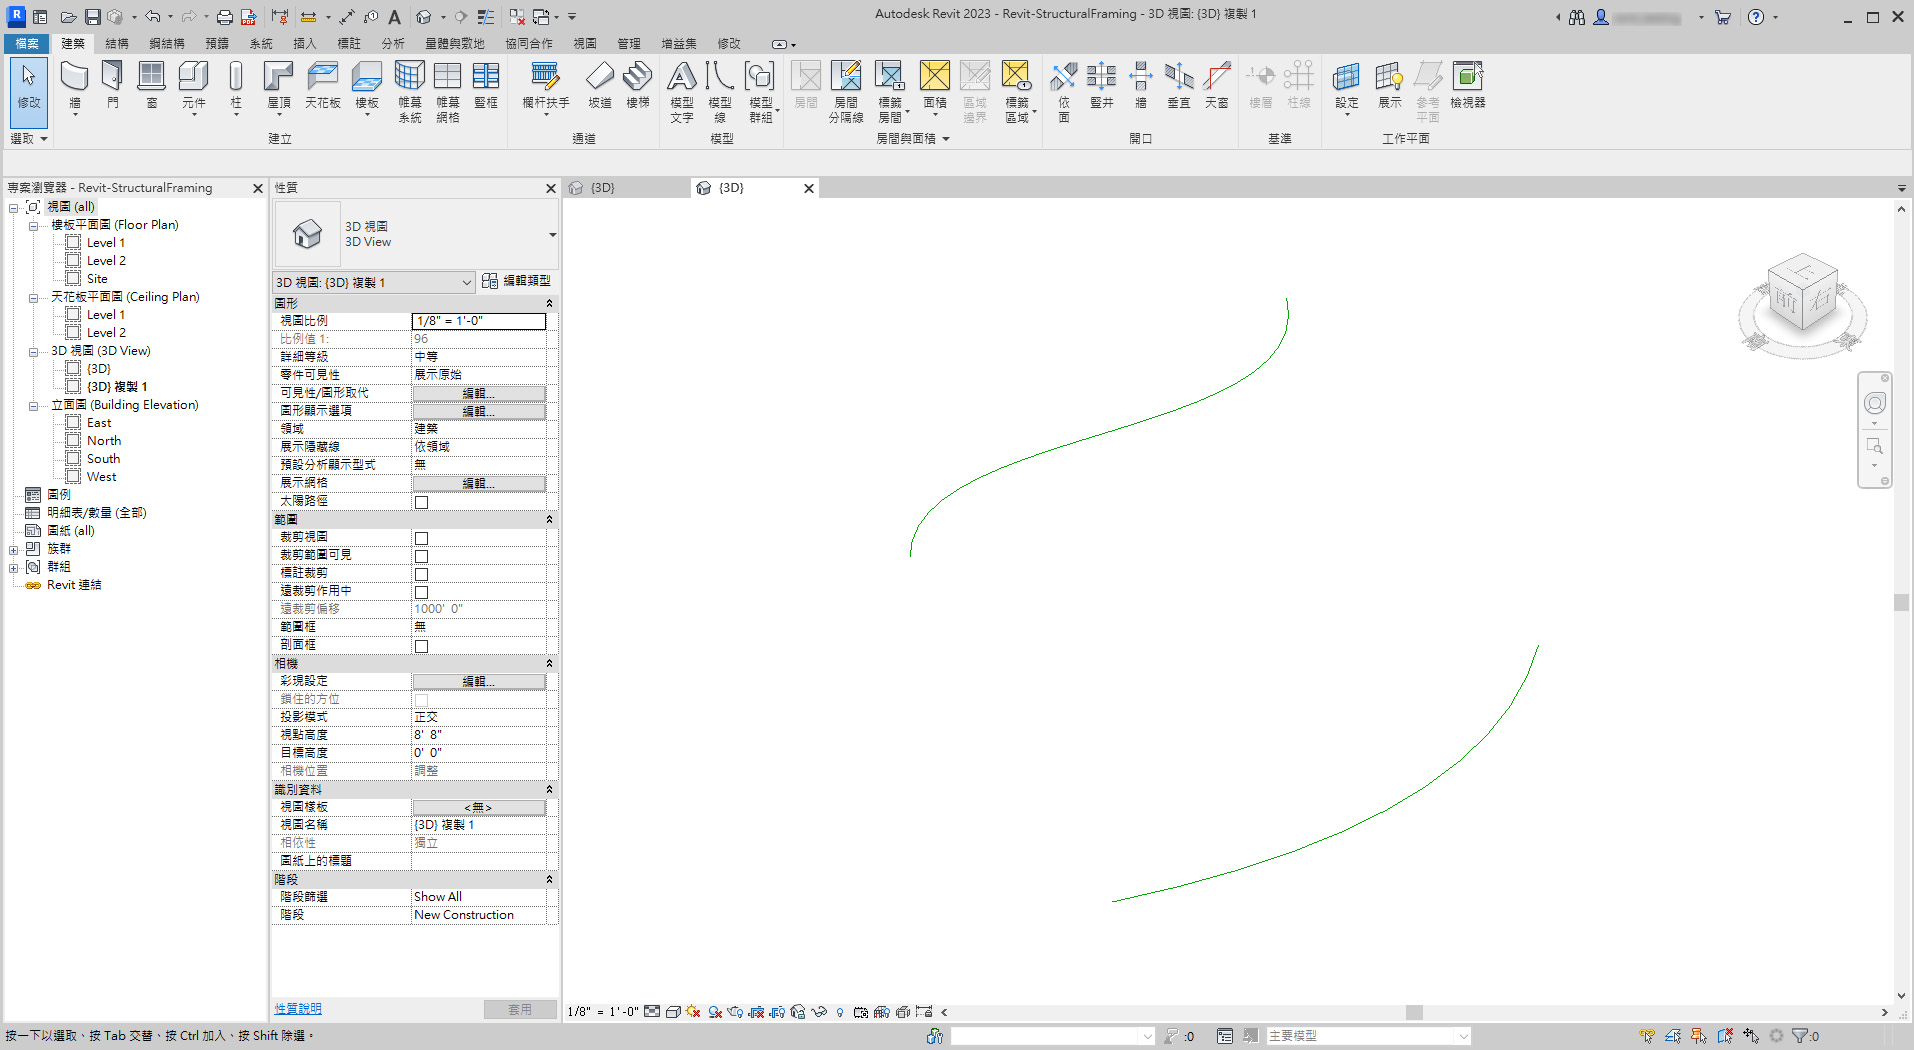 Autodesk Revit 2023 - Revit-StructuralFraming - 3D 視圖: {3D} 複製 1
檔案 建築 結構 鋼結構 預鑄 系統 插入 標註 分析 量體與敷地 協同合作 視圖 管理 增益集 修改
修改 牆 門 窗 元件 柱 屋頂 天花板 樓板 帷幕系統 帷幕網格 豎框 欄杆扶手 坡道 樓梯 模型文字 模型線 模型群組 房間 房間分隔線 標籤房間 面積 區域邊界 標籤區域 依面 豎井 牆 垂直 天窗 樓層 柱線 設定 展示 參考平面 檢視器
選取 建立 通道 模型 房間與面積 開口 基準 工作平面
專案瀏覽器 - Revit-StructuralFraming
視圖 (all)
樓板平面圖 (Floor Plan)
Level 1
Level 2
Site
天花板平面圖 (Ceiling Plan)
Level 1
Level 2
3D 視圖 (3D View)
{3D}
{3D} 複製 1
立面圖 (Building Elevation)
East
North
South
West
圖例
明細表/數量 (全部)
圖紙 (all)
族群
群組
Revit 連結
性質
3D 視圖
3D View
3D 視圖: {3D} 複製 1 編輯類型
圖形
視圖比例 1/8" = 1'-0"
比例值 1: 96
詳細等級 中等
零件可見性 展示原始
可見性/圖形取代 編輯...
圖形顯示選項 編輯...
領域 建築
展示隱藏線 依領域
預設分析顯示型式 無
展示網格 編輯...
太陽路徑
範圍
裁剪視圖
裁剪範圍可見
標註裁剪
遠裁剪作用中
遠裁剪偏移 1000' 0"
範圍框 無
剖面框
相機
彩現設定 編輯...
鎖住的方位
投影模式 正交
視點高度 8' 8"
目標高度 0' 0"
相機位置 調整
識別資料
視圖樣板 <無>
視圖名稱 {3D} 複製 1
相依性 獨立
圖紙上的標題
階段
階段篩選 Show All
階段 New Construction
性質說明 套用
{3D} {3D}
上 前 右
1/8" = 1'-0"
按一下以選取、按 Tab 交替、按 Ctrl 加入、按 Shift 除選。 :0 主要模型 :0